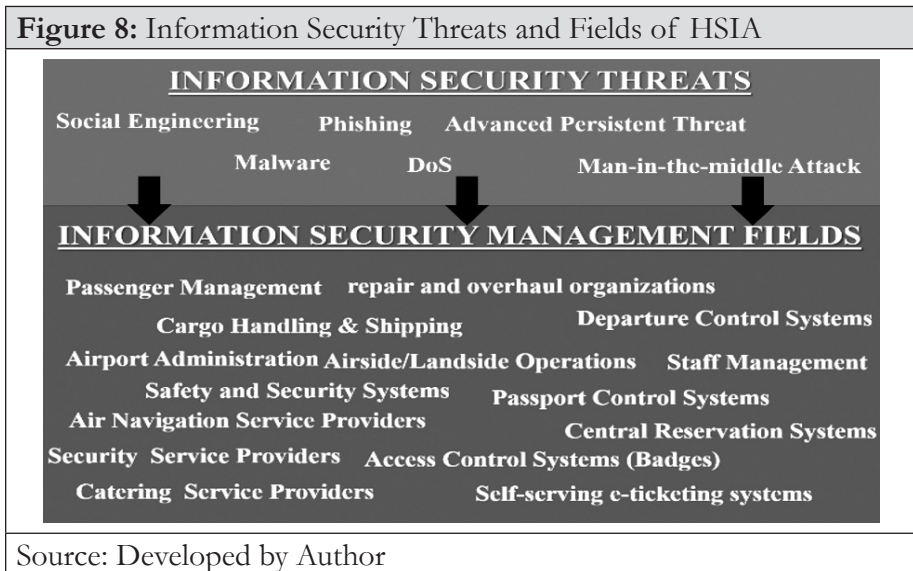 Figure 8: Information Security Threats and Fields of HSIA
INFORMATION SECURITY THREATS
Social Engineering Phishing Advanced Persistent Threat
Malware DoS Man-in-the-middle Attack
INFORMATION SECURITY MANAGEMENT FIELDS
Passenger Management repair and overhaul organizations
Cargo Handling & Shipping Departure Control Systems
Airport Administration Airside/Landside Operations Staff Management
Safety and Security Systems Passport Control Systems
Air Navigation Service Providers Central Reservation Systems
Security Service Providers Access Control Systems (Badges)
Catering Service Providers Self-serving e-ticketing systems
Source: Developed by Author